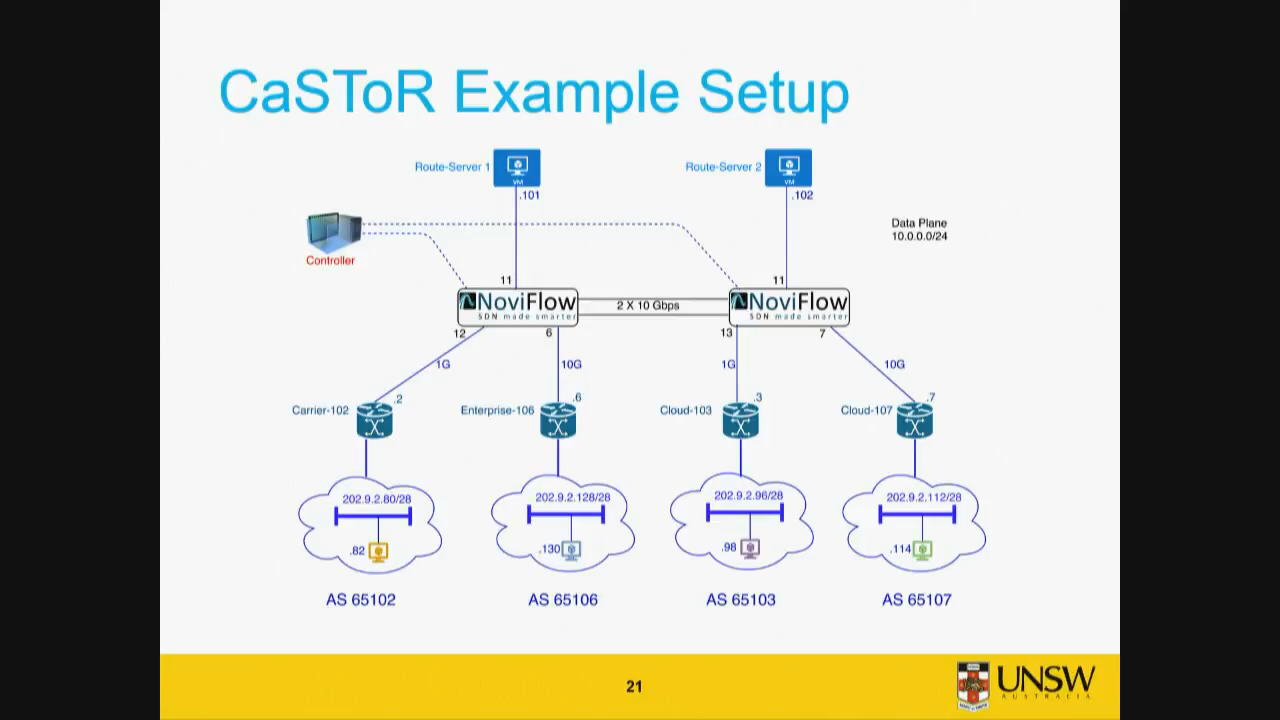 CaSToR Example Setup
Route-Server 1
VM
.101
Route-Server 2
VM
.102
Data Plane
10.0.0.0/24
Controller
11
11
NoviFlow
SDN made smarter
2 X 10 Gbps
NoviFlow
SDN made smarter
12
6
13
7
1G
10G
1G
10G
Carrier-102
.2
Enterprise-106
.6
Cloud-103
.3
Cloud-107
.7
202.9.2.80/28
202.9.2.128/28
202.9.2.96/28
202.9.2.112/28
.82
.130
.98
.114
AS 65102
AS 65106
AS 65103
AS 65107
21
UNSW
AUSTRALIA